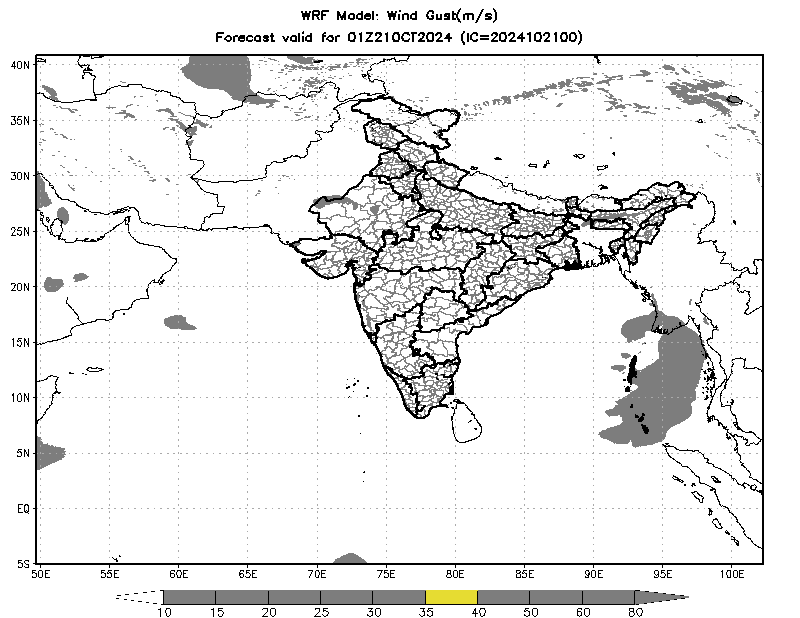 WRF Model: Wind Gust(m/s)
Forecast valid for 01Z21OCT2024 (IC=2024102100)
40N
35N
30N
25N
20N
15N
10N
5N
EQ
5S
50E 55E 60E 65E 70E 75E 80E 85E 90E 95E 100E
10 15 20 25 30 35 40 50 60 80